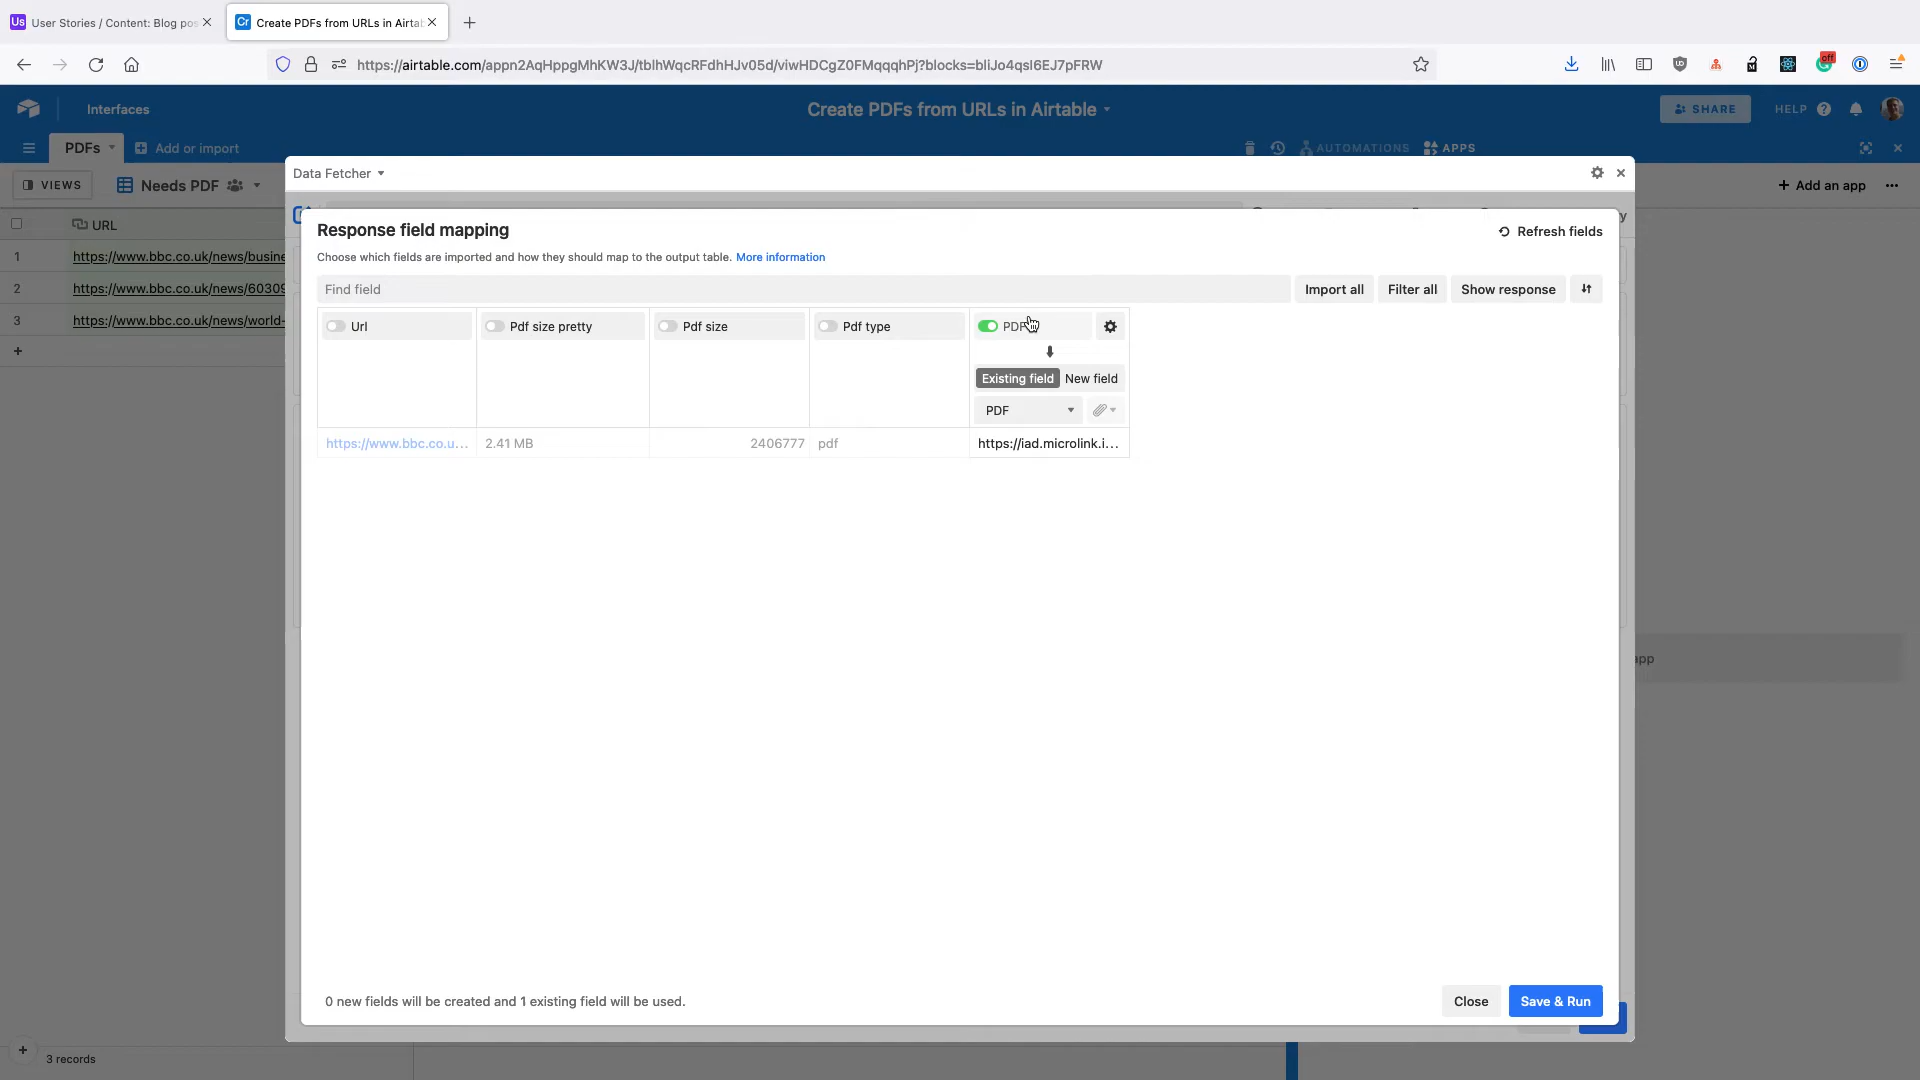 User Stories / Content: Blog pos
Create PDFs from URLs in Airta
https://airtable.com/appn2AqHppgMhKW3J/tblhWqcRFdhHJv05d/viwHDCgZ0FMqqqhPj?blocks=bliJo4qsl6EJ7pFRW
off
Interfaces
Create PDFs from URLs in Airtable
SHARE
HELP
PDFs
Add or import
AUTOMATIONS
APPS
VIEWS
Needs PDF
Data Fetcher
Add an app
URL
1 https://www.bbc.co.uk/news/busine
2 https://www.bbc.co.uk/news/60309
3 https://www.bbc.co.uk/news/world-
Response field mapping
Refresh fields
Choose which fields are imported and how they should map to the output table. More information
Find field
Import all
Filter all
Show response
Url
Pdf size pretty
Pdf size
Pdf type
PDF
Existing field
New field
PDF
https://www.bbc.co.u...
2.41 MB
2406777
pdf
https://iad.microlink.i...
app
0 new fields will be created and 1 existing field will be used.
Close
Save & Run
3 records